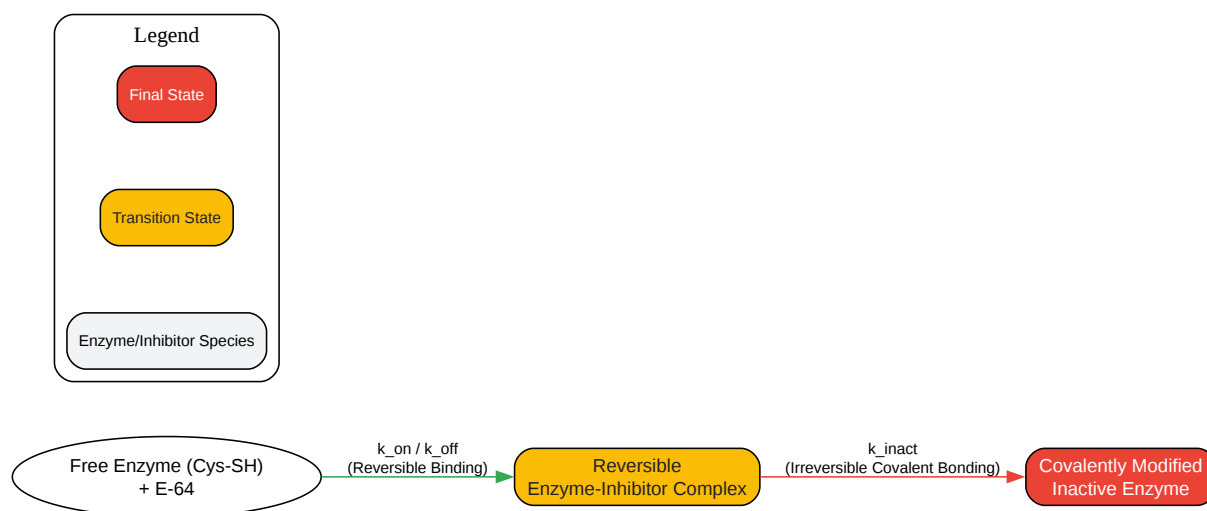 Legend
Final State
Transition State
Enzyme/Inhibitor Species
Free Enzyme (Cys-SH)
+ E-64
k_on / k_off
(Reversible Binding)
Reversible
Enzyme-Inhibitor Complex
k_inact
(Irreversible Covalent Bonding)
Covalently Modified
Inactive Enzyme